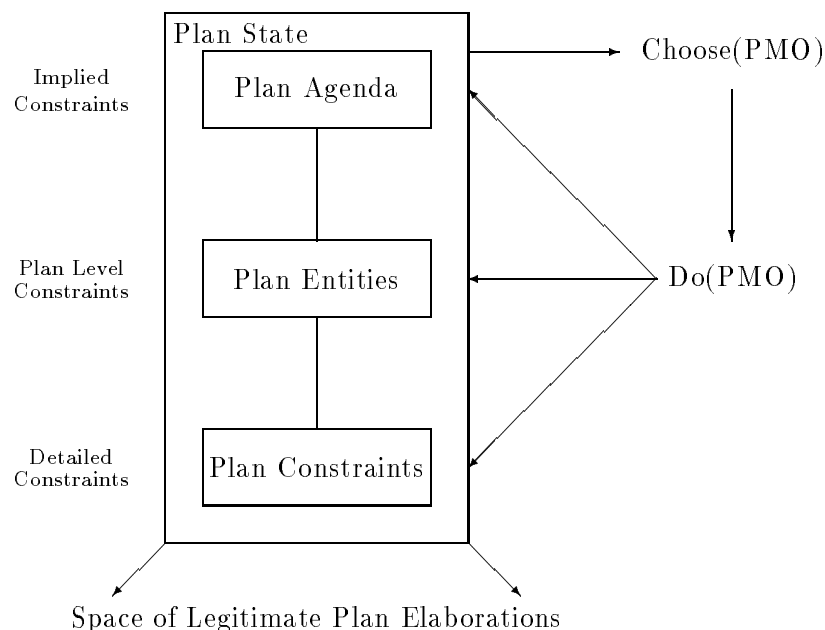 Plan State
Implied
Constraints
Plan Agenda
Choose(PMO)
Plan Level
Constraints
Plan Entities
Do(PMO)
Detailed
Constraints
Plan Constraints
Space of Legitimate Plan Elaborations